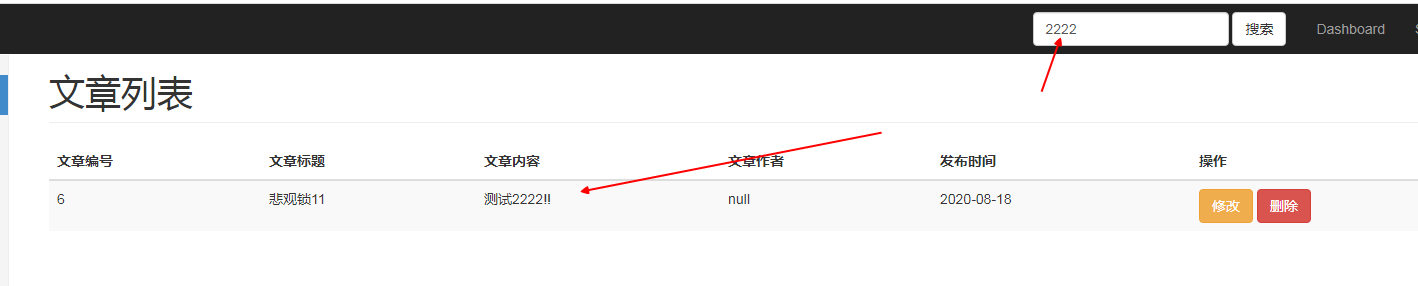 2222 搜索 Dashboard S
文章列表
文章编号 文章标题 文章内容 文章作者 发布时间 操作
6 悲观锁11 测试2222!! null 2020-08-18 修改 删除